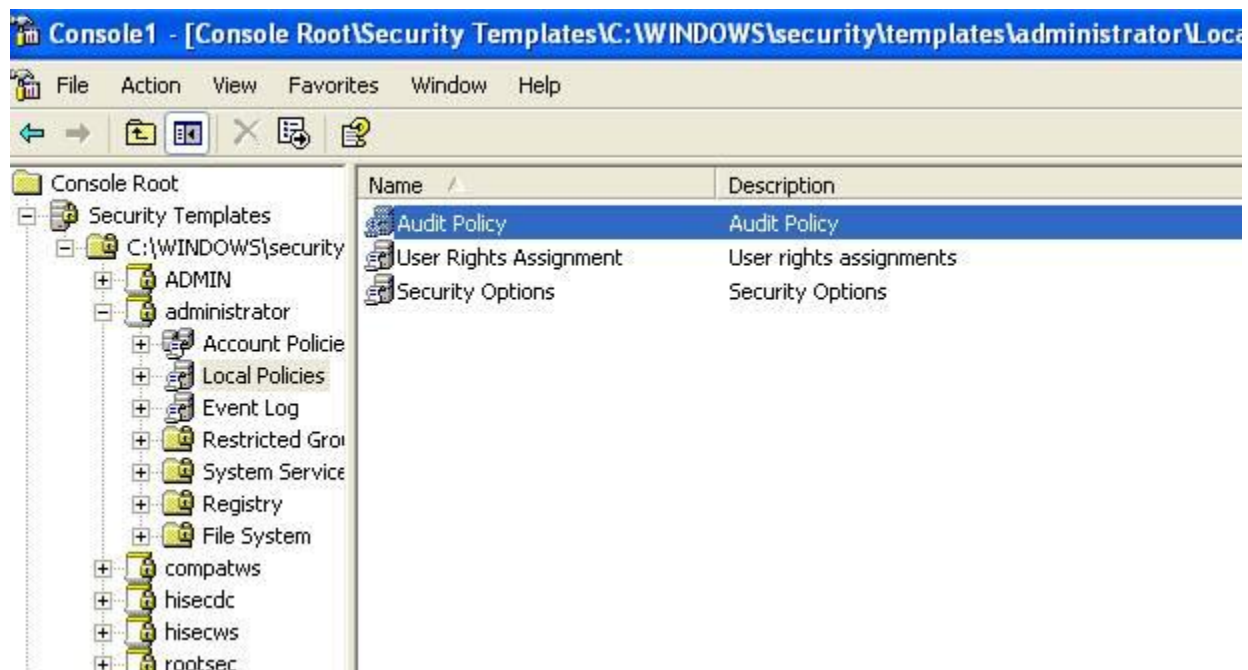 Console1 - [Console Root\Security Templates\C:\WINDOWS\security\templates\administrator\Loca
File Action View Favorites Window Help
Console Root
Security Templates
C:\WINDOWS\security
ADMIN
administrator
Account Policie
Local Policies
Event Log
Restricted Grou
System Service
Registry
File System
compatws
hisecdc
hisecws
rootsec
Name Description
Audit Policy Audit Policy
User Rights Assignment User rights assignments
Security Options Security Options